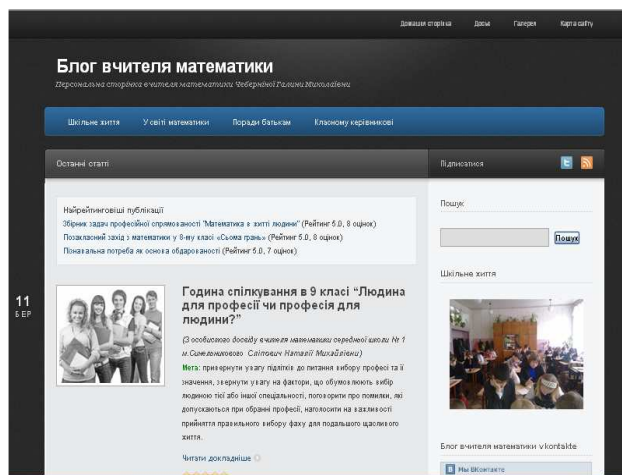 Домашня сторінка Досьє Галерея Карта сайту
Блог вчителя математики
Персональна сторінка вчителя математики Чеберніної Галини Миколаївни
Шкільне життя У світі математики Поради батькам Класному керівникові
Останні статті
Підписатися
Найрейтинговіші публікації
Збірник задач професійної спрямованості "Математика в житті людини" (Рейтинг 5.0, 8 оцінок)
Позакласний захід з математики у 8-му класі «Сьома грань» (Рейтинг 5.0, 8 оцінок)
Пізнавальна потреба як основа обдарованості (Рейтинг 5.0, 7 оцінок)
Пошук
Пошук
Шкільне життя
11
БЕР
Година спілкування в 9 класі “Людина
для професії чи професія для
людини?”
(З особистого досвіду вчителя математики середньої школи № 1
м.Синельникового Сліпович Наталії Михайлівни)
Мета: привернути увагу підлітків до питання вибору професі та її
значення, звернути увагу на фактори, що обумовлюють вибір
людиною тієї або іншої спеціальності, поговорити про помилки, які
допускаються при обранні професії, наголосити на важливості
прийняття правильного вибору фаху для подальшого щасливого
життя.
Читати докладніше
Блог вчителя математики vkontakte
В Мы ВКонтакте